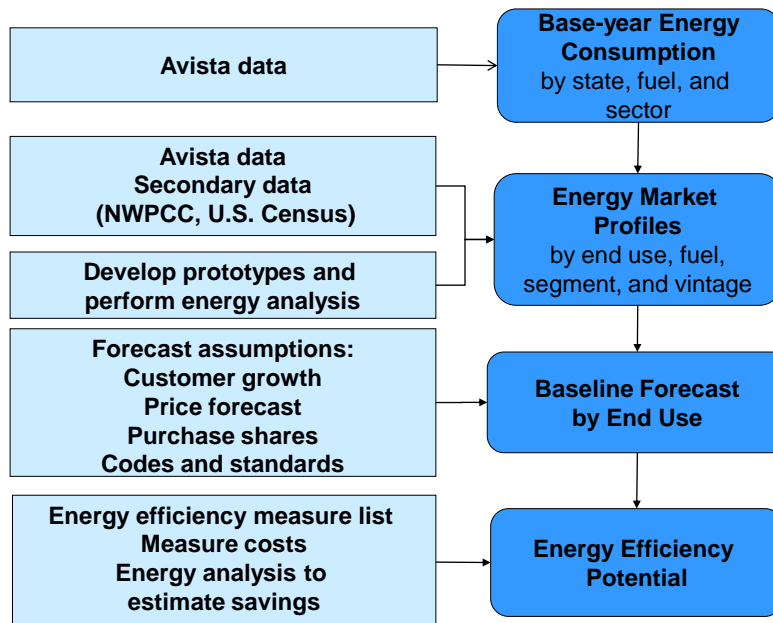 Avista data
Base-year Energy
Consumption
by state, fuel, and
sector
Avista data
Secondary data
(NWPCC, U.S. Census)
Develop prototypes and
perform energy analysis
Energy Market
Profiles
by end use, fuel,
segment, and vintage
Forecast assumptions:
Customer growth
Price forecast
Purchase shares
Codes and standards
Baseline Forecast
by End Use
Energy efficiency measure list
Measure costs
Energy analysis to
estimate savings
Energy Efficiency
Potential